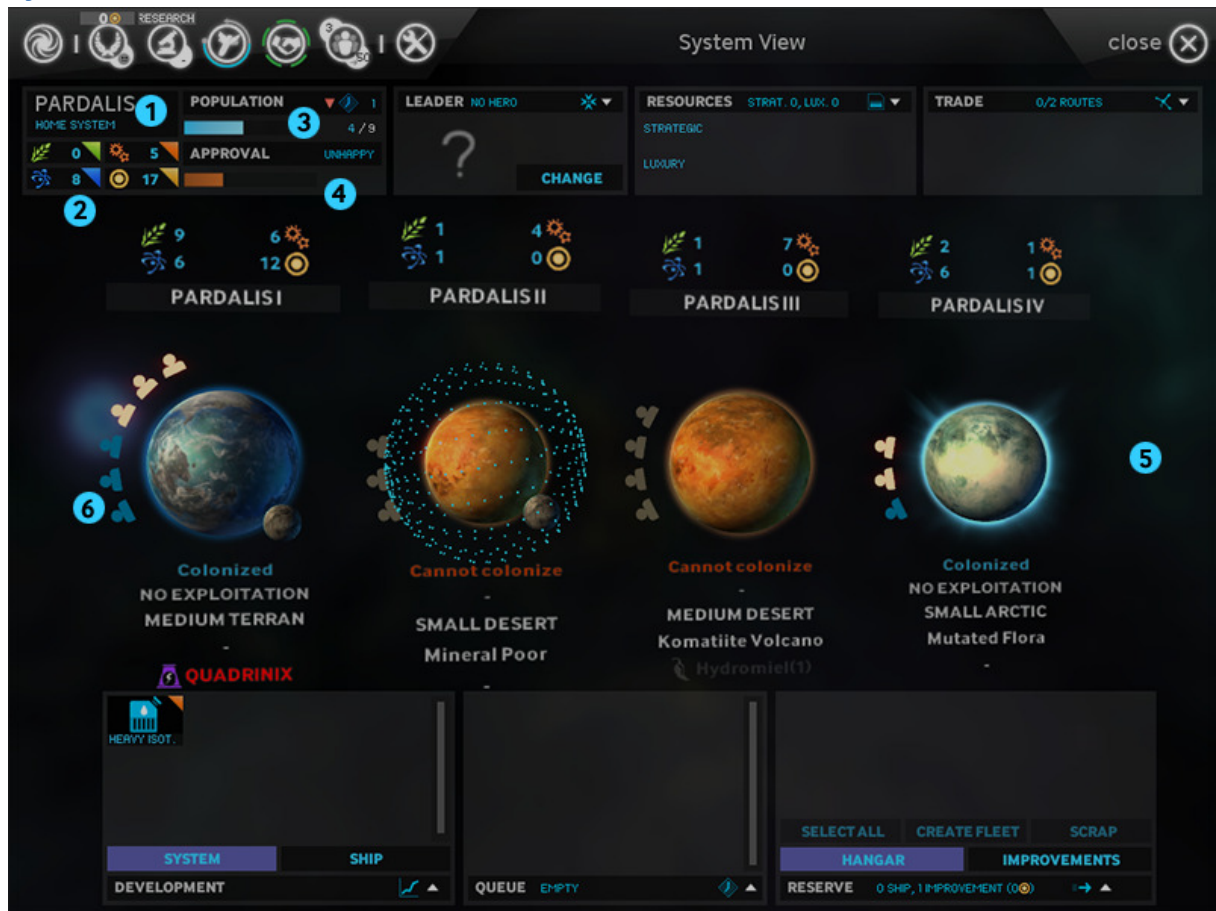 0 RESEARCH
3
System View
close
PARDALIS
HOME SYSTEM
1
POPULATION
1
3
4/9
0
5
8
17
2
APPROVAL
UNHAPPY
4
LEADER NO HERO
?
CHANGE
RESOURCES STRAT. 0, LUX. 0
STRATEGIC
LUXURY
TRADE 0/2 ROUTES
9 6
6 12
PARDALIS I
1 4
1 0
PARDALIS II
1 7
1 0
PARDALIS III
2 1
6 1
PARDALIS IV
5
6
Colonized
NO EXPLOITATION
MEDIUM TERRAN
-
QUADRINIX
Cannot colonize
-
SMALL DESERT
Mineral Poor
-
Cannot colonize
-
MEDIUM DESERT
Komatiite Volcano
Hydromiel(1)
Colonized
NO EXPLOITATION
SMALL ARCTIC
Mutated Flora
-
HEAVY ISOT.
SYSTEM
SHIP
DEVELOPMENT
QUEUE EMPTY
SELECT ALL
CREATE FLEET
SCRAP
HANGAR
IMPROVEMENTS
RESERVE 0 SHIP, 1 IMPROVEMENT (0)